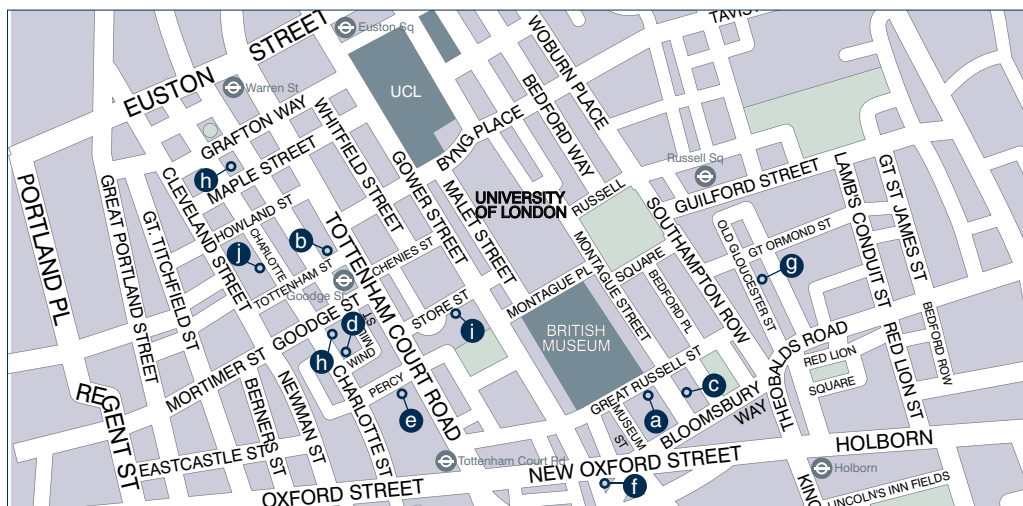 Euston Sq
EUSTON STREET
Warren St
UCL
WOBURN PLACE
TAVIST
GRAFTON WAY
WHITFIELD STREET
BYNG PLACE
BEDFORD WAY
MAPLE STREET
h
CLEVELAND STREET
GOWER STREET
MALET STREET
UNIVERSITY
OF LONDON
RUSSELL
SQUARE
Russell Sq
GUILFORD STREET
LAMB'S CONDUIT ST
GT ST. JAMES ST
PORTLAND PL
GREAT PORTLAND STREET
GT. TITCHFIELD ST
HOWLAND ST
CHARLOTTE
j
b
TOTTENHAM ST
TOTTENHAM COURT ROAD
CHENIES ST
Goodge St
MONTAGUE PL
MONTAGUE STREET
BEDFORD PL
SOUTHAMPTON ROW
OLD GLOUCESTER ST
GT ORMOND ST
g
STORE ST
i
BRITISH
MUSEUM
MORTIMER ST
GOODGE ST
d
WIND
MILL ST
h
CHARLOTTE ST
PERCY
e
GREAT RUSSELL ST
MUSEUM
ST
a
c
BLOOMSBURY
WAY
THEOBALDS ROAD
RED LION
SQUARE
RED LION ST
BEDFORD ROW
REGENT ST
BERNERS ST
NEWMAN ST
EASTCASTLE ST
OXFORD STREET
Tottenham Court Rd
NEW OXFORD STREET
f
HOLBORN
Holborn
KING
LINCOLN'S INN FIELDS